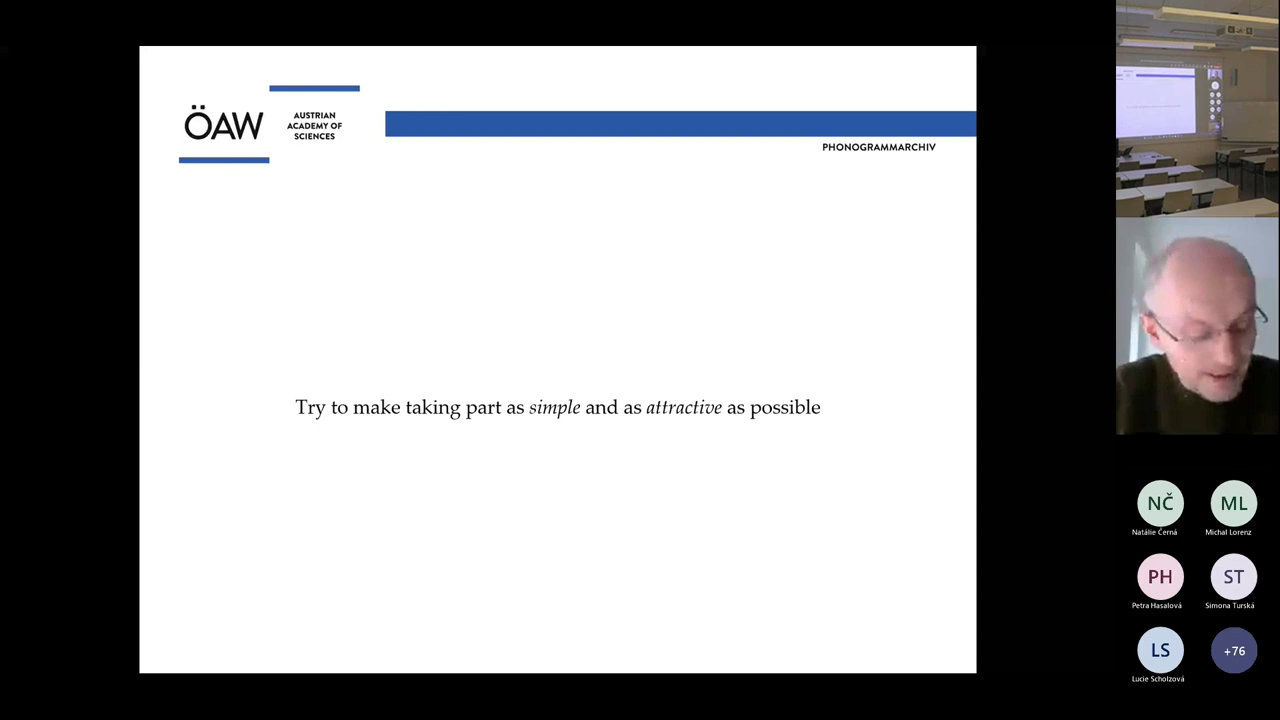 ÖAW
AUSTRIAN
ACADEMY OF
SCIENCES
PHONOGRAMMARCHIV
Try to make taking part as simple and as attractive as possible
NČ
Natálie Černá
ML
Michal Lorenz
PH
Petra Hasalová
ST
Simona Turská
LS
Lucie Scholzová
+76